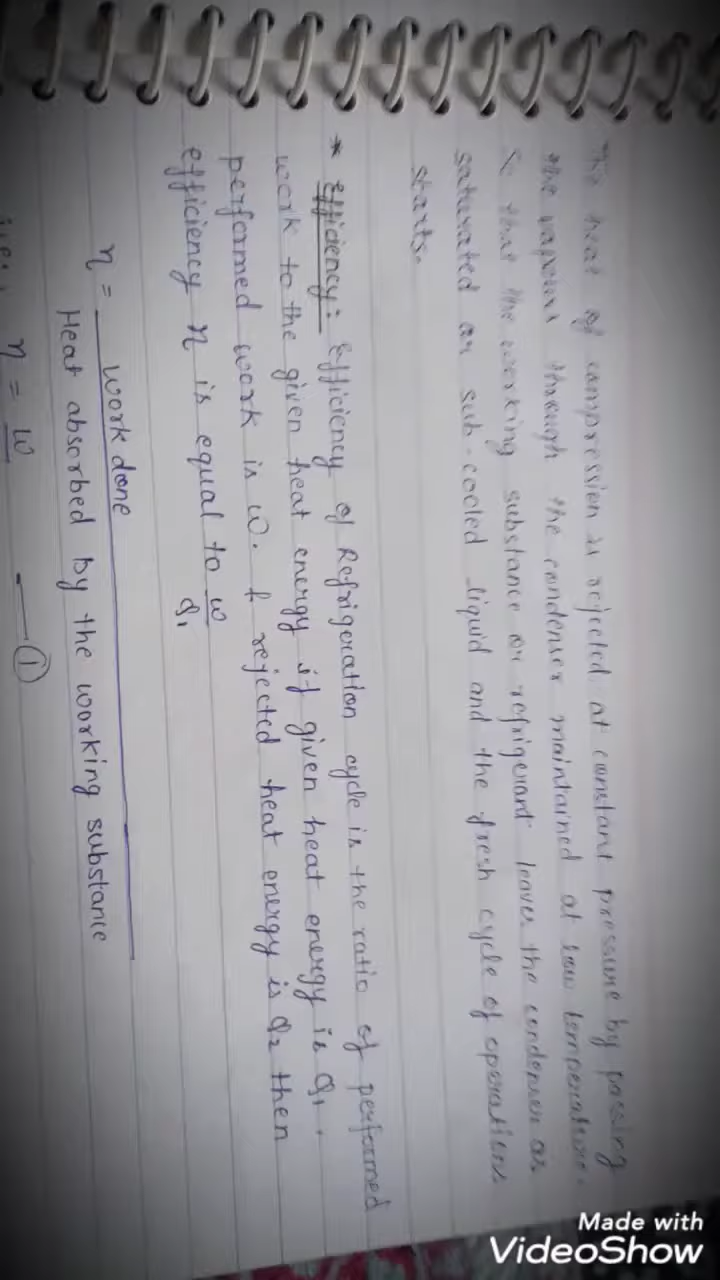 The heat of compression is rejected at constant pressure by passing
the vapours through the condenser maintained at low temperature.
So that the working substance or refrigerant leaves the condenser as
saturated or sub-cooled liquid and the fresh cycle of operations
starts.
* Efficiency: Efficiency of Refrigeration cycle is the ratio of performed
work to the given heat energy if given heat energy is Q1.
performed work is w. & rejected heat energy is Q2 then
efficiency η is equal to w/Q1
η = work done
Heat absorbed by the working substance
i.e., η = w — ①
Made with
VideoShow